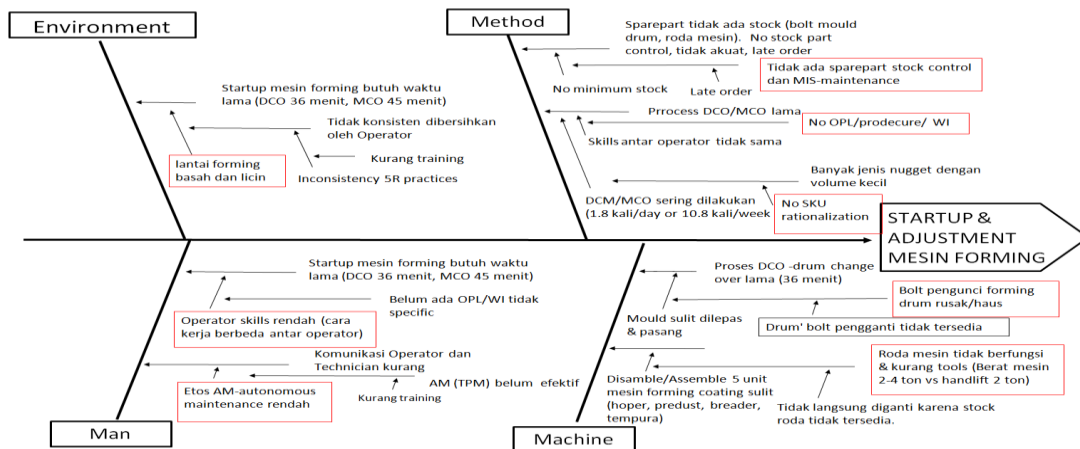 Environment
Method
Sparepart tidak ada stock (bolt mould
drum, roda mesin). No stock part
control, tidak akuat, late order
Tidak ada sparepart stock control
dan MIS-maintenance
No minimum stock
Late order
Startup mesin forming butuh waktu
lama (DCO 36 menit, MCO 45 menit)
Tidak konsisten dibersihkan
oleh Operator
Kurang training
lantai forming
basah dan licin
Inconsistency 5R practices
Prrocess DCO/MCO lama
No OPL/prodecure/ WI
Skills antar operator tidak sama
Banyak jenis nugget dengan
volume kecil
DCM/MCO sering dilakukan
(1.8 kali/day or 10.8 kali/week
No SKU
rationalization
STARTUP &
ADJUSTMENT
MESIN FORMING
Startup mesin forming butuh waktu
lama (DCO 36 menit, MCO 45 menit)
Belum ada OPL/WI tidak
specific
Operator skills rendah (cara
kerja berbeda antar operator)
Komunikasi Operator dan
Technician kurang
AM (TPM) belum efektif
Etos AM-autonomous
maintenance rendah
Kurang training
Man
Proses DCO -drum change
over lama (36 menit)
Bolt pengunci forming
drum rusak/haus
Mould sulit dilepas
& pasang
Drum' bolt pengganti tidak tersedia
Roda mesin tidak berfungsi
& kurang tools (Berat mesin
2-4 ton vs handlift 2 ton)
Disamble/Assemble 5 unit
mesin forming coating sulit
(hoper, predust, breader,
tempura)
Tidak langsung diganti karena stock
roda tidak tersedia.
Machine